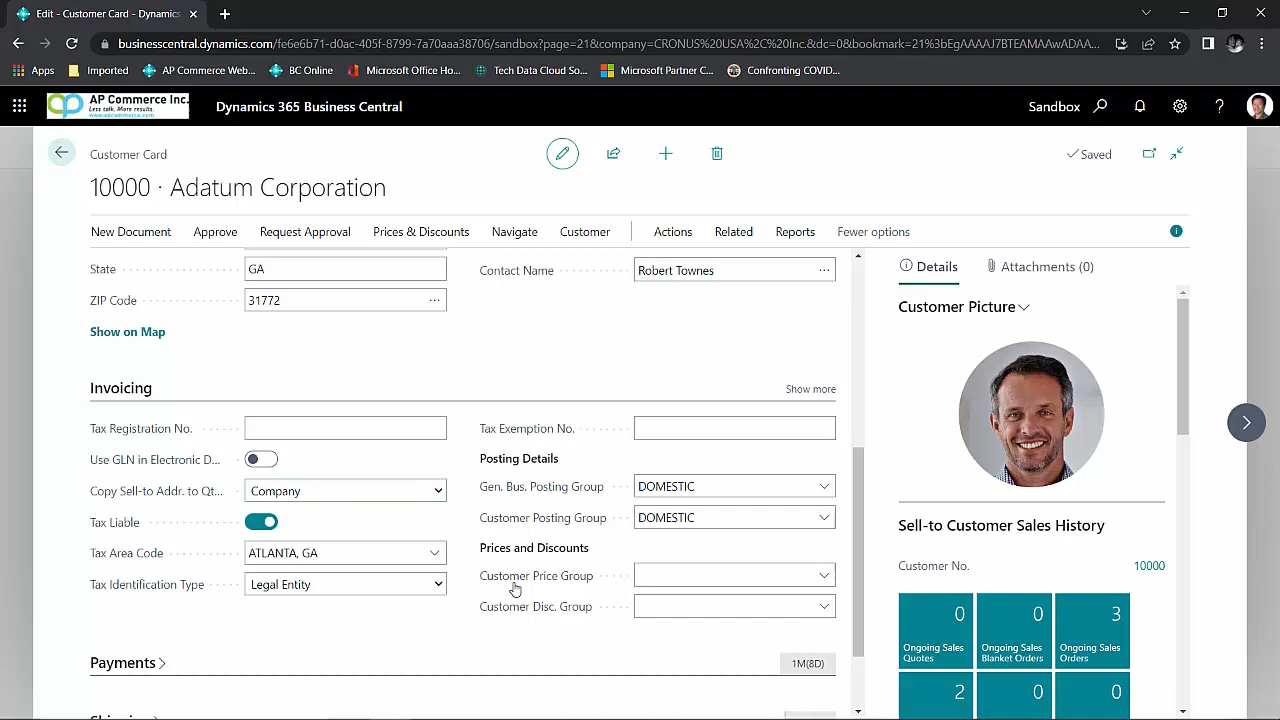 Edit - Customer Card - Dynamics
businesscentral.dynamics.com/fe6e6b71-d0ac-405f-8799-7a70aaa38706/sandbox?page=21&company=CRONUS%20USA%2C%20Inc.&dc=0&bookmark=21%3bEgAAAAJ7BTEAMAAwADAA...
Apps
Imported
AP Commerce Web...
BC Online
Microsoft Office Ho...
Tech Data Cloud So...
Microsoft Partner C...
Confronting COVID...
AP Commerce Inc.
Less talk, More results.
www.apcommerce.com
Dynamics 365 Business Central
Sandbox
?
Customer Card
Saved
10000 · Adatum Corporation
New Document
Approve
Request Approval
Prices & Discounts
Navigate
Customer
Actions
Related
Reports
Fewer options
State
GA
ZIP Code
31772
...
Show on Map
Contact Name
Robert Townes
...
Details
Attachments (0)
Customer Picture
Invoicing
Show more
Tax Registration No.
Use GLN in Electronic D...
Copy Sell-to Addr. to Qt...
Company
Tax Liable
Tax Area Code
ATLANTA, GA
Tax Identification Type
Legal Entity
Tax Exemption No.
Posting Details
Gen. Bus. Posting Group
DOMESTIC
Customer Posting Group
DOMESTIC
Prices and Discounts
Customer Price Group
Customer Disc. Group
Payments
1M(8D)
Sell-to Customer Sales History
Customer No.
10000
0
Ongoing Sales
Quotes
0
Ongoing Sales
Blanket Orders
3
Ongoing Sales
Orders
2
0
0